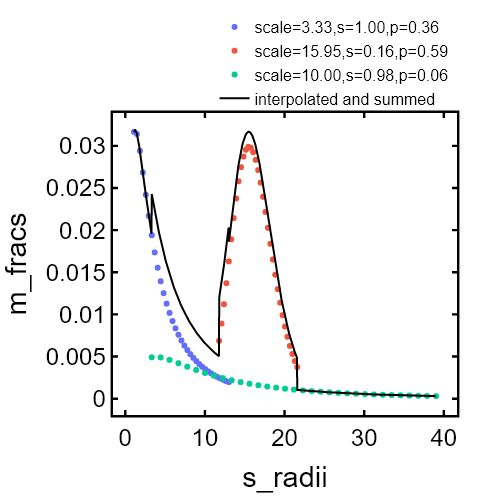 scale=3.33,s=1.00,p=0.36
scale=15.95,s=0.16,p=0.59
scale=10.00,s=0.98,p=0.06
interpolated and summed
0.03
0.025
0.02
0.015
0.01
0.005
0
m_fracs
0 10 20 30 40
s_radii